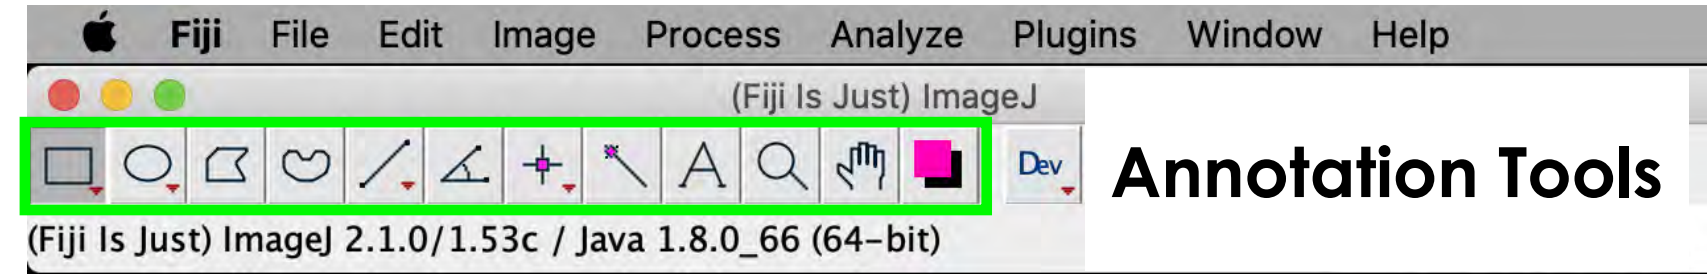 Fiji File Edit Image Process Analyze Plugins Window Help
(Fiji Is Just) ImageJ
A Dev
Annotation Tools
(Fiji Is Just) ImageJ 2.1.0/1.53c / Java 1.8.0_66 (64-bit)